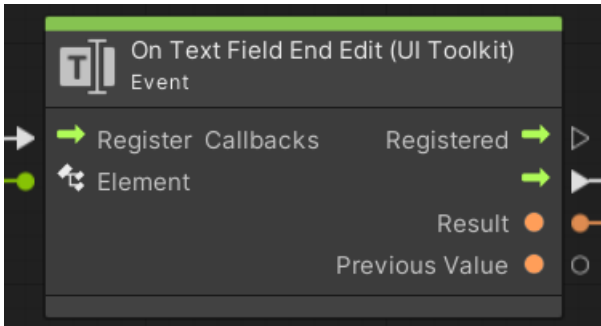 T
On Text Field End Edit (UI Toolkit)
Event
Register Callbacks Registered
Element
Result
Previous Value